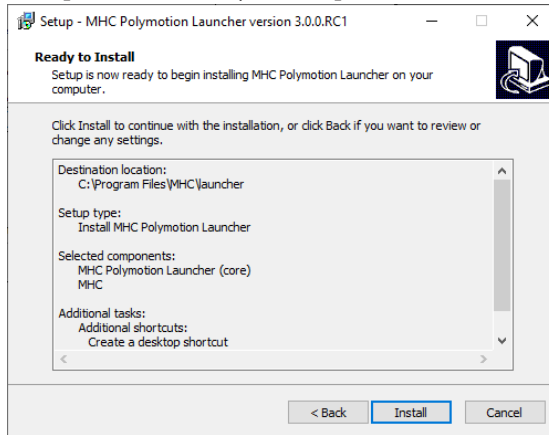 Setup - MHC Polymotion Launcher version 3.0.0.RC1
Ready to Install
Setup is now ready to begin installing MHC Polymotion Launcher on your
computer.
Click Install to continue with the installation, or click Back if you want to review or
change any settings.
Destination location:
C:\Program Files\MHC\launcher
Setup type:
Install MHC Polymotion Launcher
Selected components:
MHC Polymotion Launcher (core)
MHC
Additional tasks:
Additional shortcuts:
Create a desktop shortcut
< Back
Install
Cancel